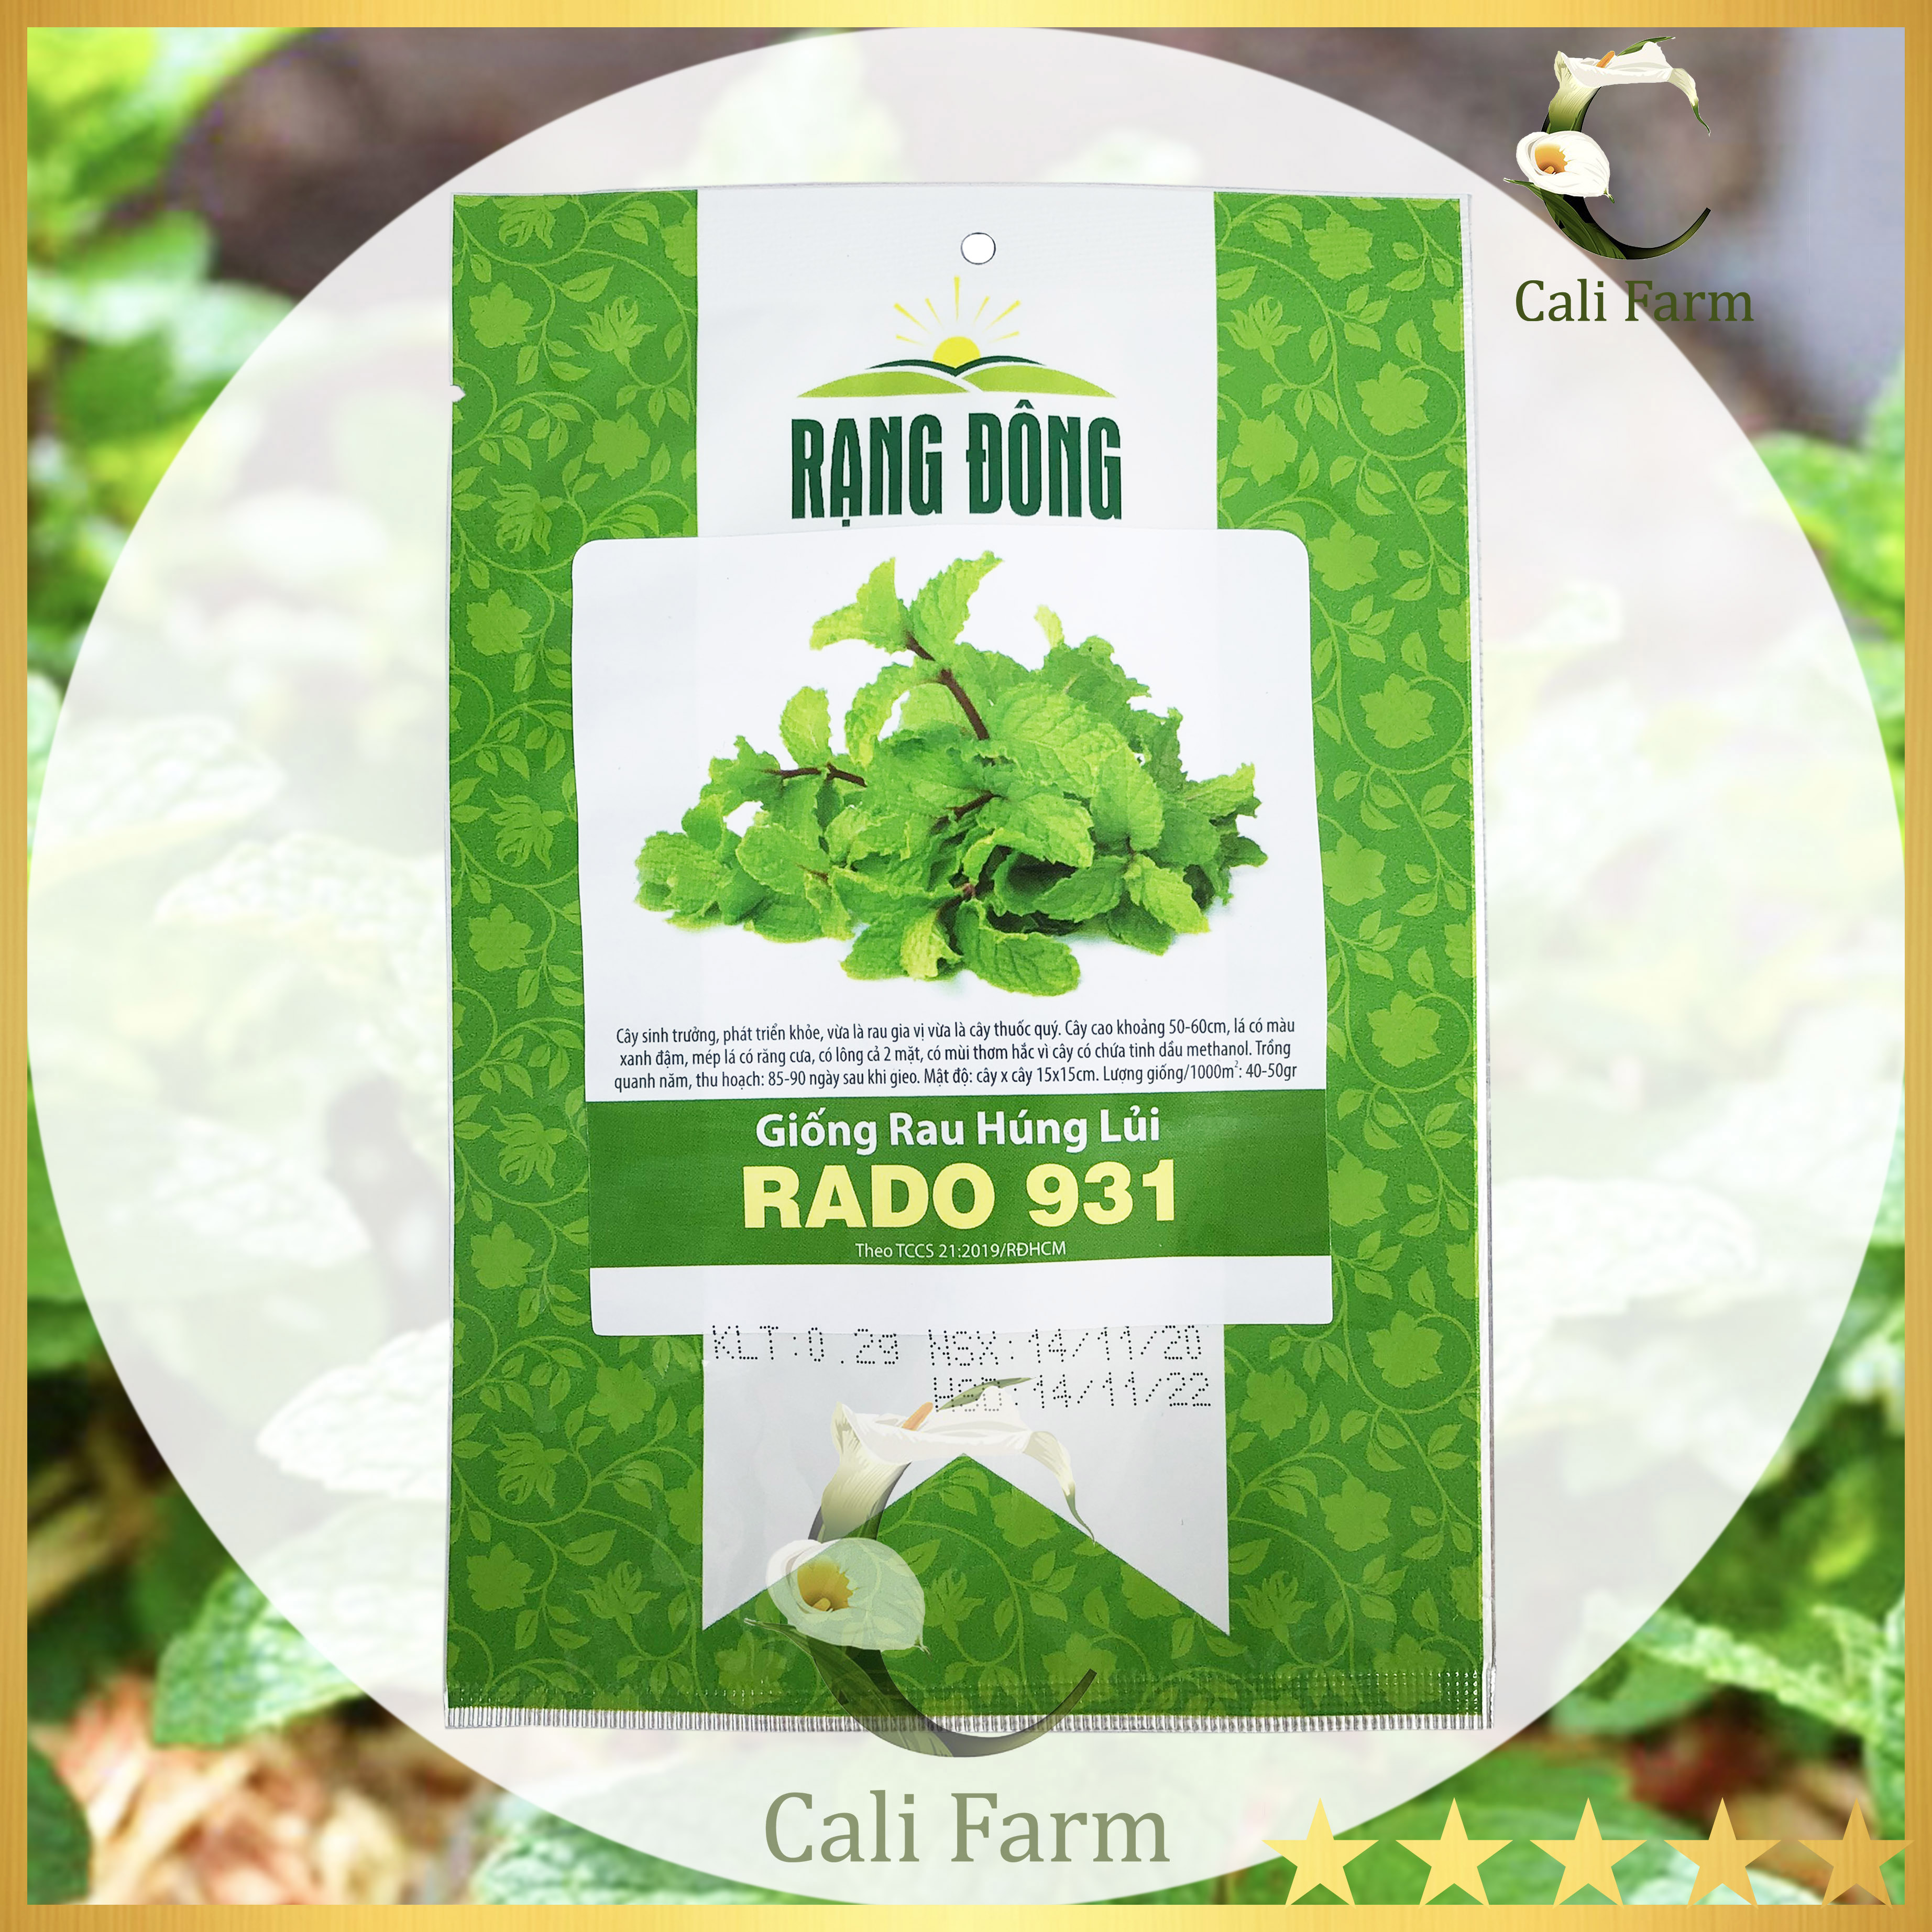 Cali Farm
RẠNG ĐÔNG
Cây sinh trưởng, phát triển khỏe, vừa là rau gia vị vừa là cây thuốc quý. Cây cao khoảng 50-60cm, lá có màu
xanh đậm, mép lá có răng cưa, có lông cả 2 mặt, có mùi thơm hắc vì cây có chứa tinh dầu methanol. Trồng
quanh năm, thu hoạch: 85-90 ngày sau khi gieo. Mật độ: cây x cây 15x15cm. Lượng giống/1000m²: 40-50gr
Giống Rau Húng Lủi
RADO 931
Theo TCCS 21:2019/RĐHCM
KLT:0.2g NSX:14/11/20
HSD:14/11/22
Cali Farm